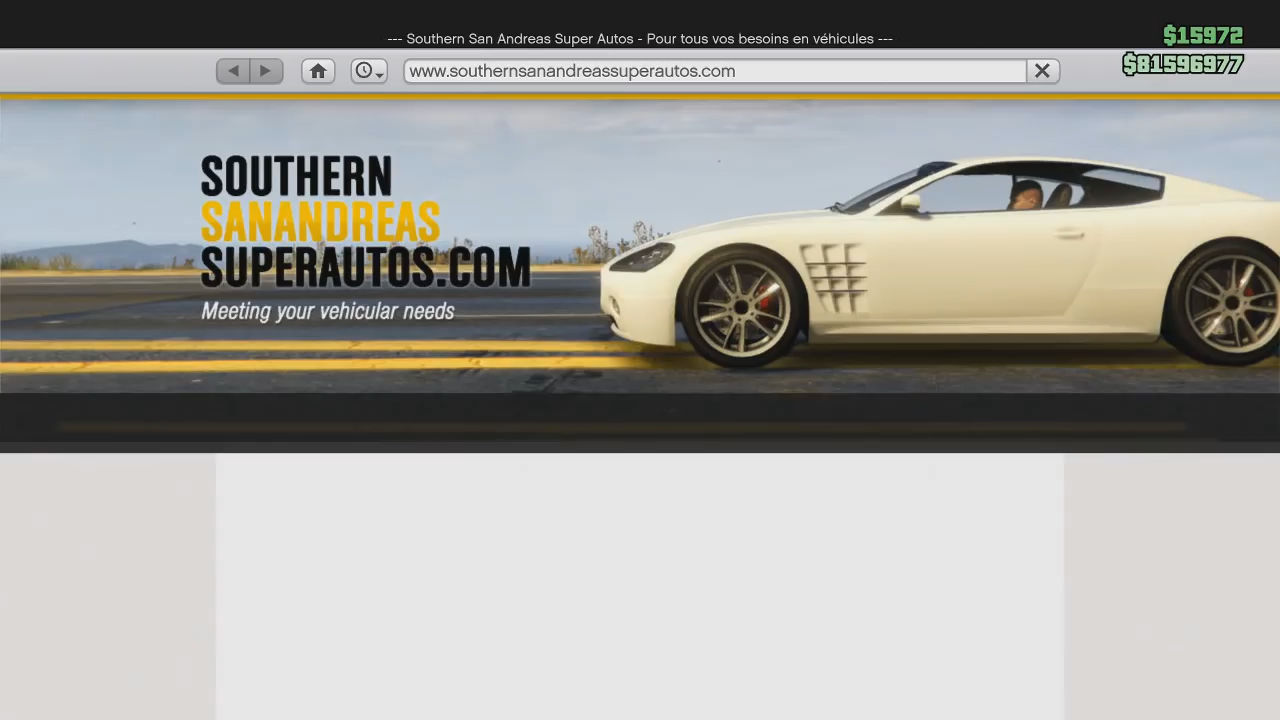 --- Southern San Andreas Super Autos - Pour tous vos besoins en véhicules ---
$15972
$81596977
www.southernsanandreassuperautos.com
SOUTHERN
SANANDREAS
SUPERAUTOS.COM
Meeting your vehicular needs